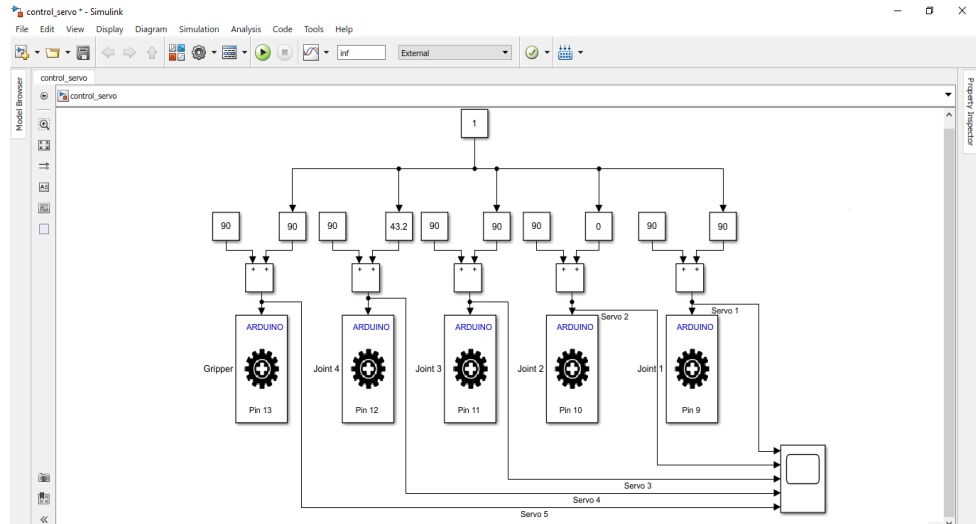 control_servo * - Simulink
File Edit View Display Diagram Simulation Analysis Code Tools Help
inf External
control_servo
control_servo
Model Browser
Property Inspector
1
90 90 90 43.2 90 90 90 0 90 90
+ + + + + + + + + +
Servo 2 Servo 1
ARDUINO ARDUINO ARDUINO ARDUINO ARDUINO
Gripper Joint 4 Joint 3 Joint 2 Joint 1
Pin 13 Pin 12 Pin 11 Pin 10 Pin 9
Servo 3
Servo 4
Servo 5